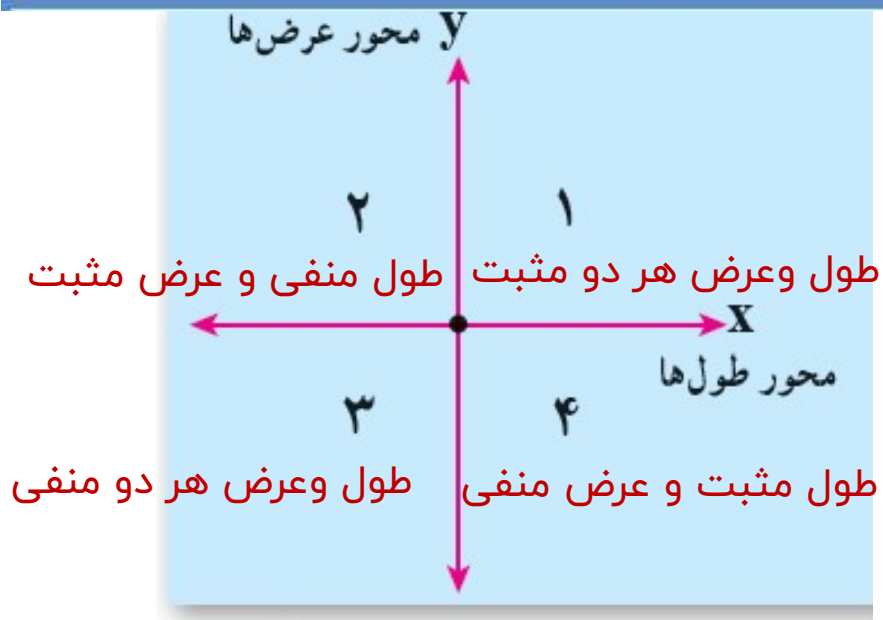 محور عرض‌ها y
۲ ۱
طول وعرض هر دو مثبت
طول منفی و عرض مثبت
x
محور طول‌ها
۳ ۴
طول مثبت و عرض منفی
طول وعرض هر دو منفی